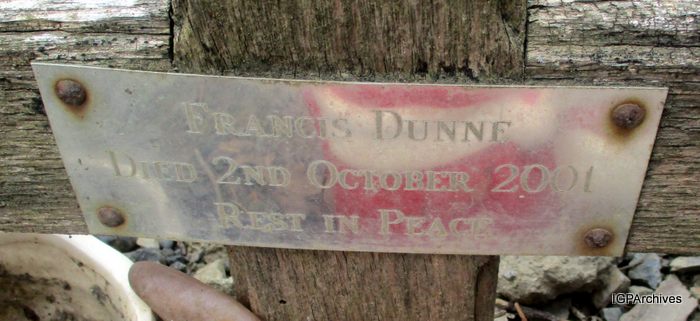 Francis Dunne
Died 2nd October 2001
Rest in Peace
IGPArchives